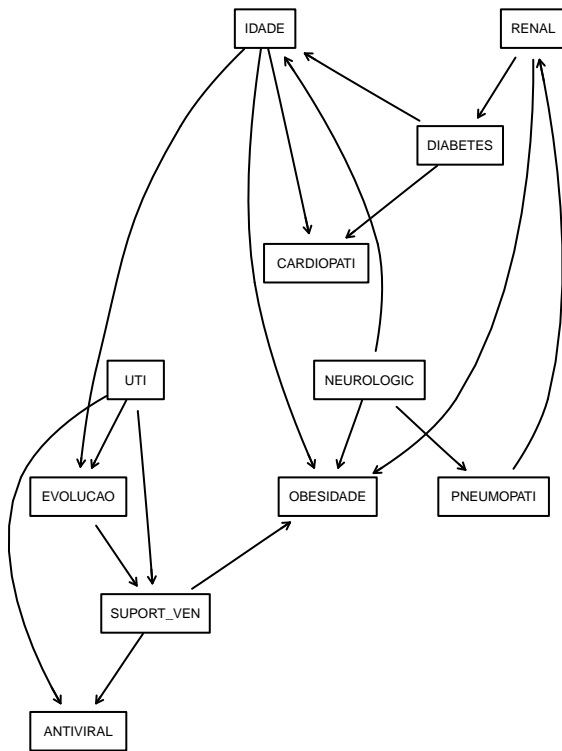 IDADE
RENAL
DIABETES
CARDIOPATI
UTI
NEUROLOGIC
EVOLUCAO
OBESIDADE
PNEUMOPATI
SUPORT_VEN
ANTIVIRAL